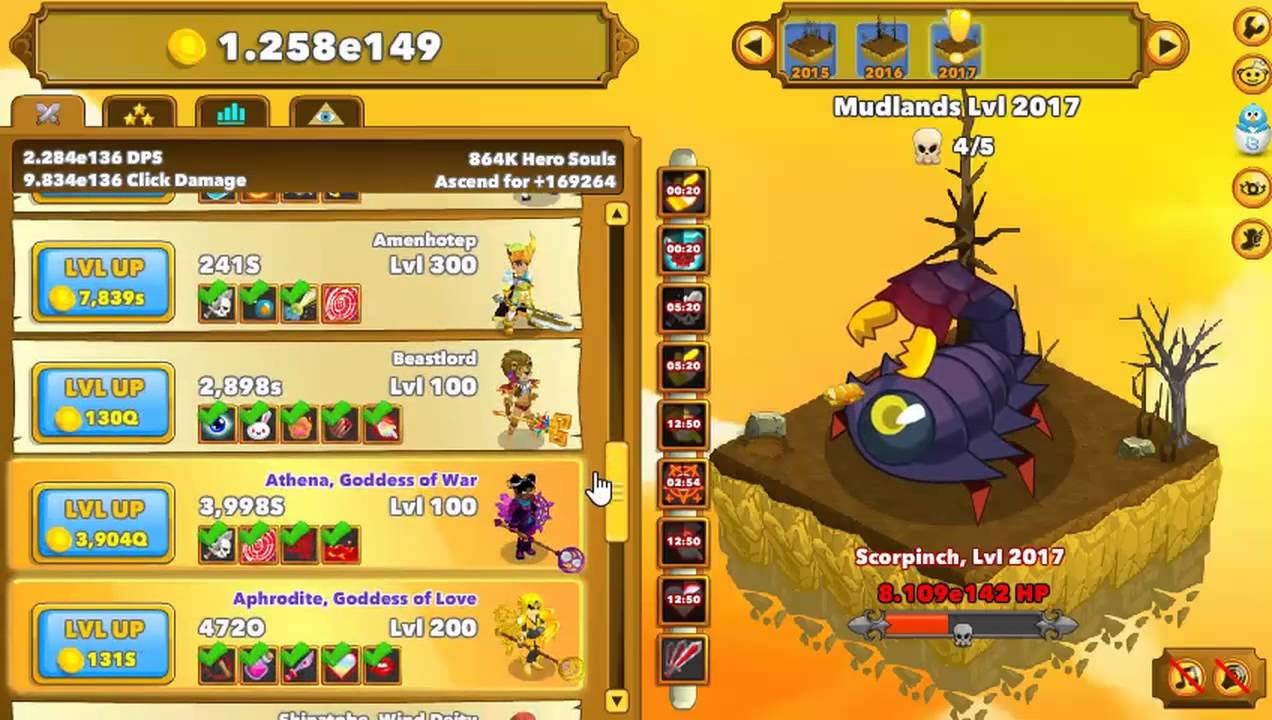 1.258e149
2015
2016
2017
Mudlands Lvl 2017
4/5
2.284e136 DPS
864K Hero Souls
9.834e136 Click Damage
Ascend for +169264
Amenhotep
LVL UP
241S
Lvl 300
7,839s
Beastlord
LVL UP
2,898s
Lvl 100
130Q
Athena, Goddess of War
LVL UP
3,998S
Lvl 100
3,904Q
Aphrodite, Goddess of Love
LVL UP
472O
Lvl 200
131S
00:20
00:20
05:20
05:20
12:50
02:54
12:50
12:50
Scorpinch, Lvl 2017
8.109e142 HP